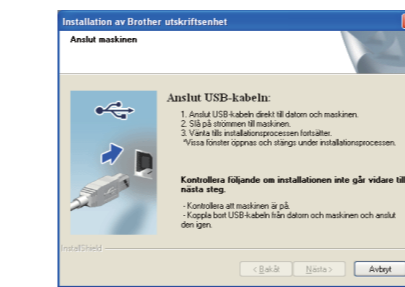 Installation av Brother utskriftsenhet
Anslut maskinen
Anslut USB-kabeln:
1. Anslut USB-kabeln direkt till datorn och maskinen.
2. Slå på strömmen till maskinen.
3. Vänta tills installationsprocessen fortsätter.
*Vissa fönster öppnas och stängs under installationsprocessen.
Kontrollera följande om installationen inte går vidare till
nästa steg.
- Kontrollera att maskinen är på.
- Koppla bort USB-kabeln från datorn och maskinen och anslut
den igen.
InstallShield
< Bakåt
Nästa >
Avbryt